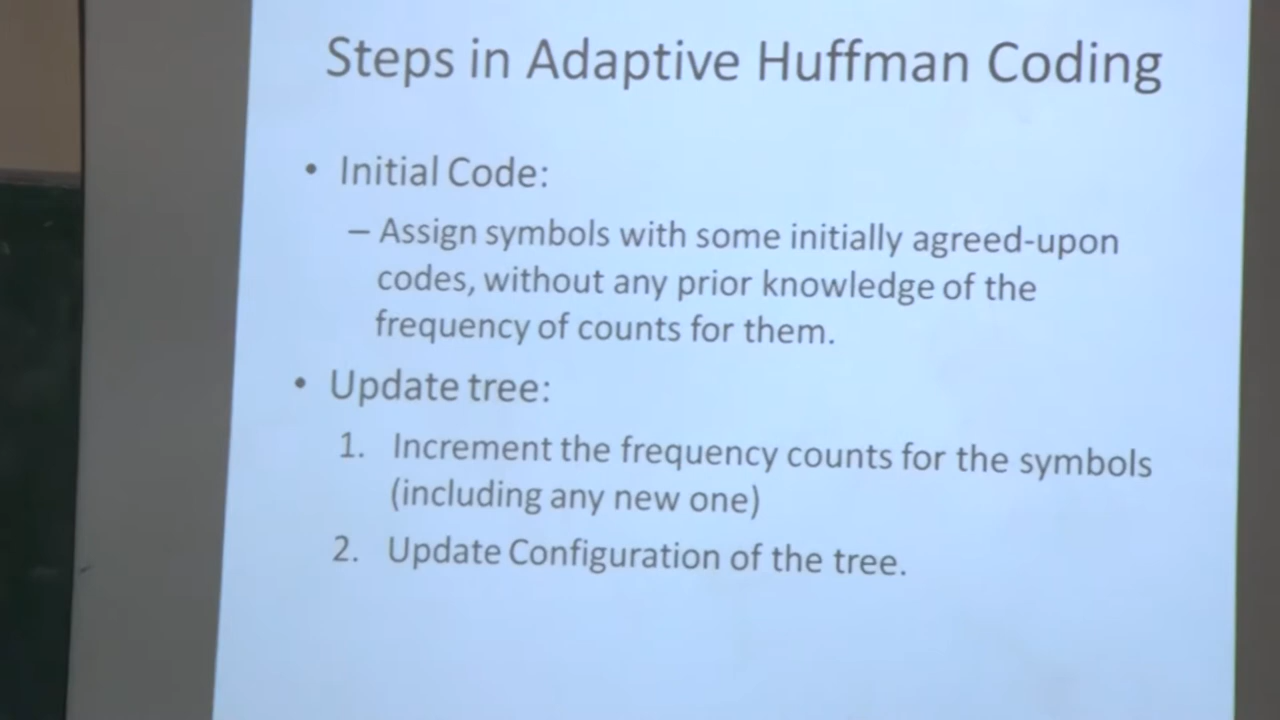 Steps in Adaptive Huffman Coding
• Initial Code:
– Assign symbols with some initially agreed-upon
codes, without any prior knowledge of the
frequency of counts for them.
• Update tree:
1. Increment the frequency counts for the symbols
(including any new one)
2. Update Configuration of the tree.